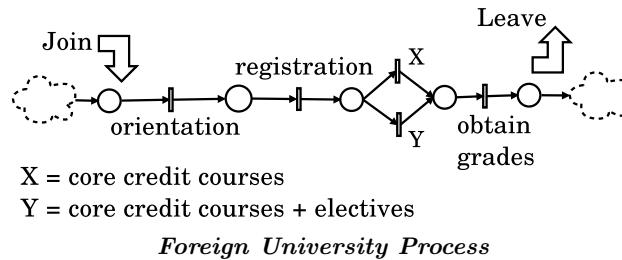 Join
Leave
registration
X
orientation
Y
obtain
grades
X = core credit courses
Y = core credit courses + electives
Foreign University Process